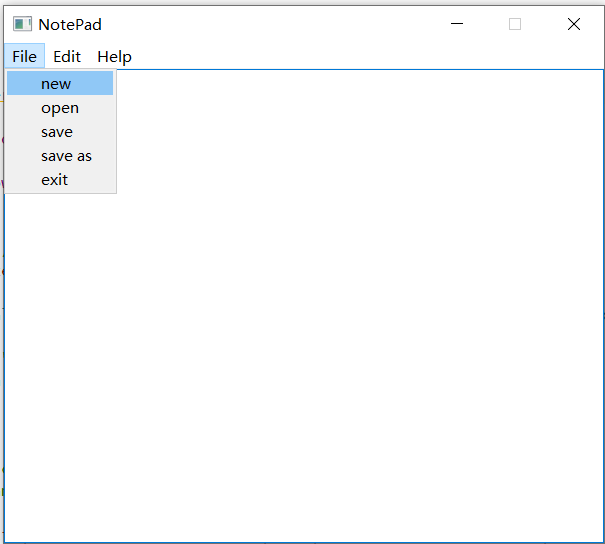 NotePad
File Edit Help
new
open
save
save as
exit